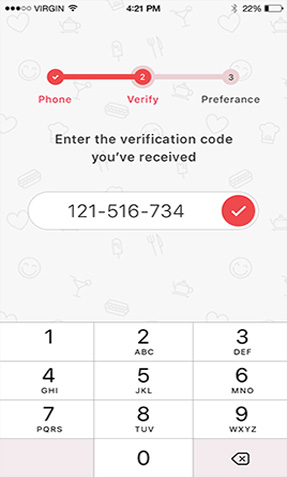 VIRGIN 4:21 PM 22%
2 3
Phone Verify Preferance
Enter the verification code
you've received
121-516-734
1 2 3
ABC DEF
4 5 6
GHI JKL MNO
7 8 9
PQRS TUV WXYZ
0